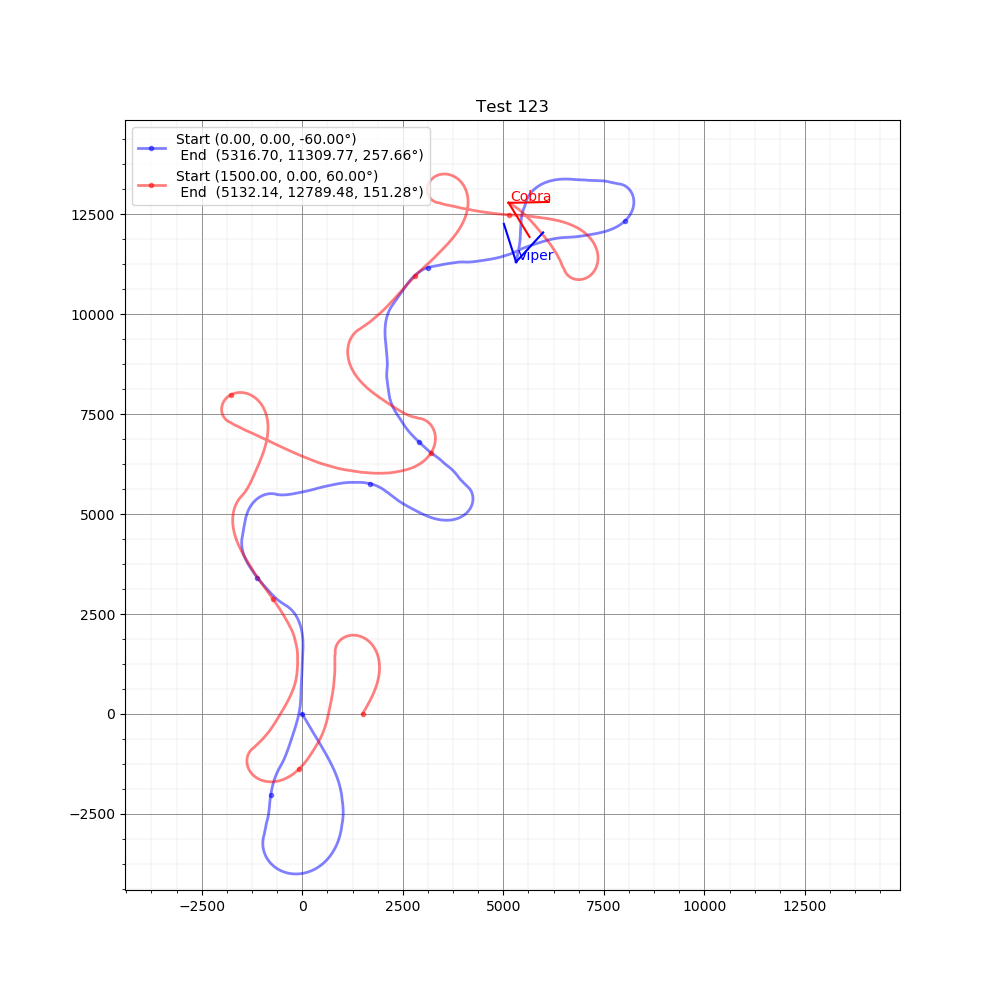 Test 123
Start (0.00, 0.00, -60.00°)
End (5316.70, 11309.77, 257.66°)
Start (1500.00, 0.00, 60.00°)
End (5132.14, 12789.48, 151.28°)
Cobra
Viper
12500
10000
7500
5000
2500
0
−2500
−2500 0 2500 5000 7500 10000 12500